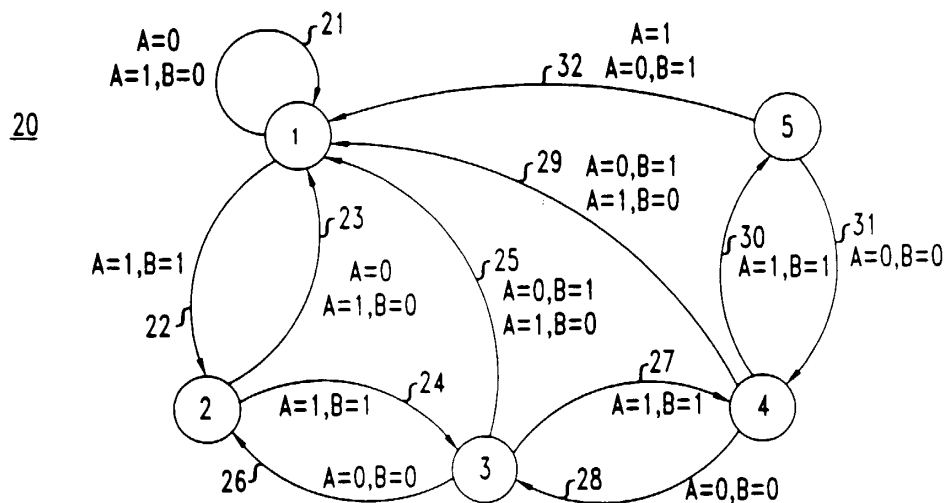 21
A=0
A=1,B=0
32
A=1
A=0,B=1
20
1
5
29
A=0,B=1
A=1,B=0
23
A=1,B=1
22
A=0
A=1,B=0
25
A=0,B=1
A=1,B=0
30
A=1,B=1
31
A=0,B=0
2
24
A=1,B=1
27
A=1,B=1
4
3
26
A=0,B=0
28
A=0,B=0